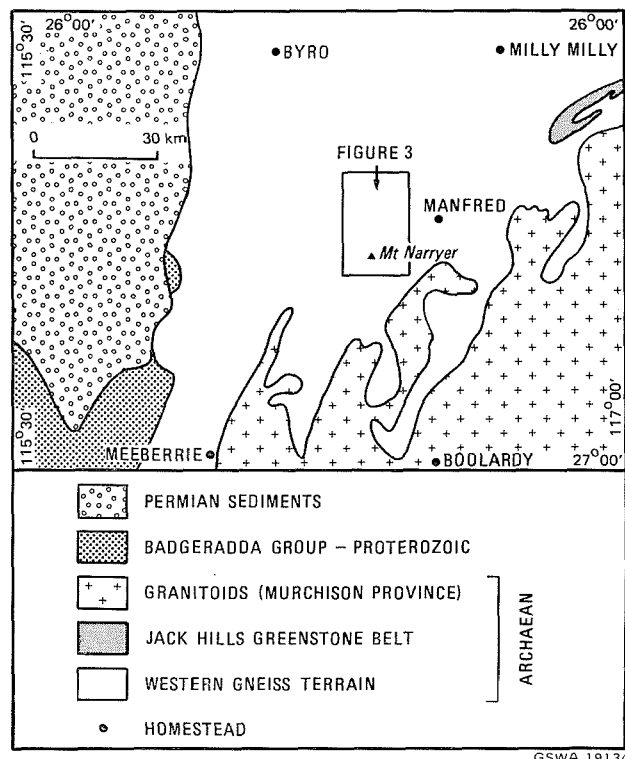 26°00'
26°00'
115°30'
BYRO
MILLY MILLY
0 30 km
FIGURE 3
MANFRED
Mt Narryer
115°30'
117°00'
MEEBERRIE
BOOLARDY
27°00'
PERMIAN SEDIMENTS
BADGERADDA GROUP – PROTEROZOIC
GRANITOIDS (MURCHISON PROVINCE)
JACK HILLS GREENSTONE BELT
WESTERN GNEISS TERRAIN
ARCHAEAN
HOMESTEAD